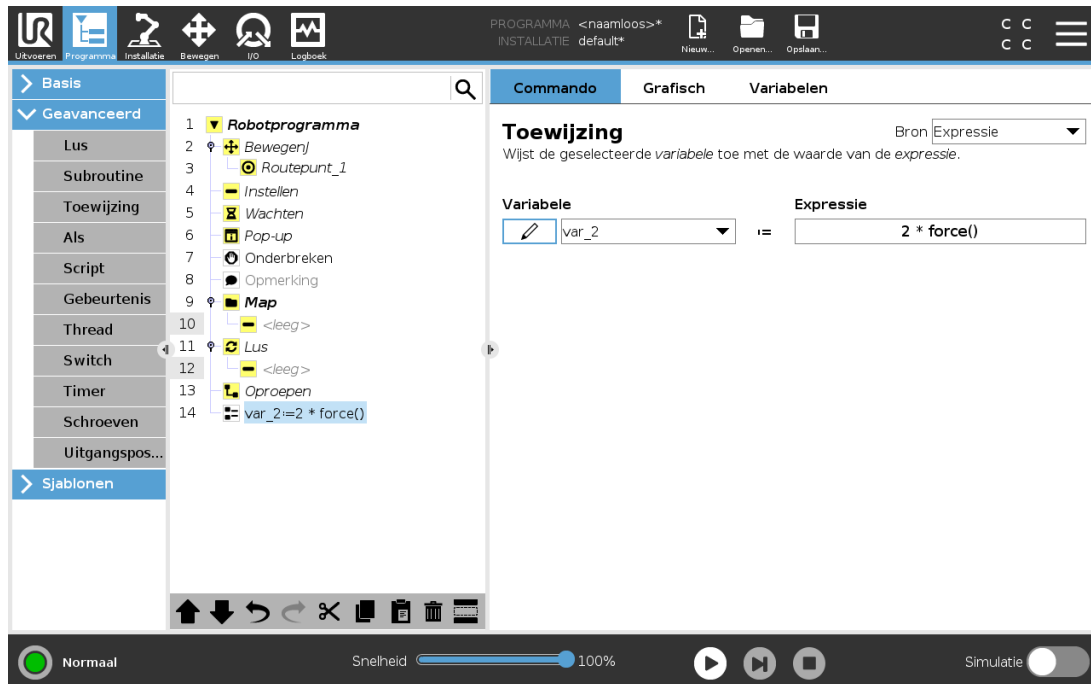 PROGRAMMA <naamloos>*
INSTALLATIE default*
Uitvoeren
Programma
Installatie
Bewegen
I/O
Logboek
Nieuw...
Openen...
Opslaan...
C C
C C
Basis
Geavanceerd
Lus
Subroutine
Toewijzing
Als
Script
Gebeurtenis
Thread
Switch
Timer
Schroeven
Uitgangspos...
Sjablonen
1 Robotprogramma
2 BewegenJ
3 Routepunt_1
4 Instellen
5 Wachten
6 Pop-up
7 Onderbreken
8 Opmerking
9 Map
10 <leeg>
11 Lus
12 <leeg>
13 Oproepen
14 var_2:=2 * force()
Commando Grafisch Variabelen
Toewijzing
Bron Expressie
Wijst de geselecteerde variabele toe met de waarde van de expressie.
Variabele Expressie
var_2 := 2 * force()
Normaal
Snelheid 100%
Simulatie